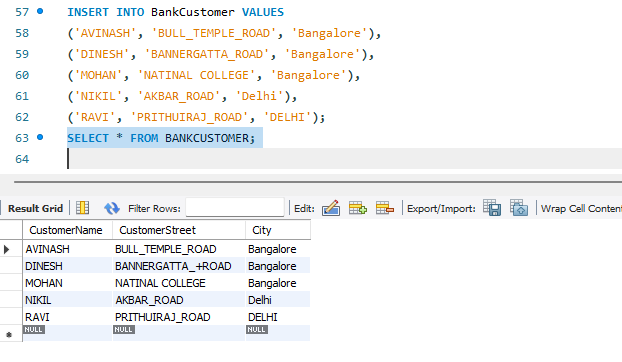 57 INSERT INTO BankCustomer VALUES
58 ('AVINASH', 'BULL_TEMPLE_ROAD', 'Bangalore'),
59 ('DINESH', 'BANNERGATTA_ROAD', 'Bangalore'),
60 ('MOHAN', 'NATINAL COLLEGE', 'Bangalore'),
61 ('NIKIL', 'AKBAR_ROAD', 'Delhi'),
62 ('RAVI', 'PRITHUIRAJ_ROAD', 'DELHI');
63 SELECT * FROM BANKCUSTOMER;
64
Result Grid Filter Rows: Edit: Export/Import: Wrap Cell Conten
CustomerName CustomerStreet City
AVINASH BULL_TEMPLE_ROAD Bangalore
DINESH BANNERGATTA_+ROAD Bangalore
MOHAN NATINAL COLLEGE Bangalore
NIKIL AKBAR_ROAD Delhi
RAVI PRITHUIRAJ_ROAD DELHI
NULL NULL NULL